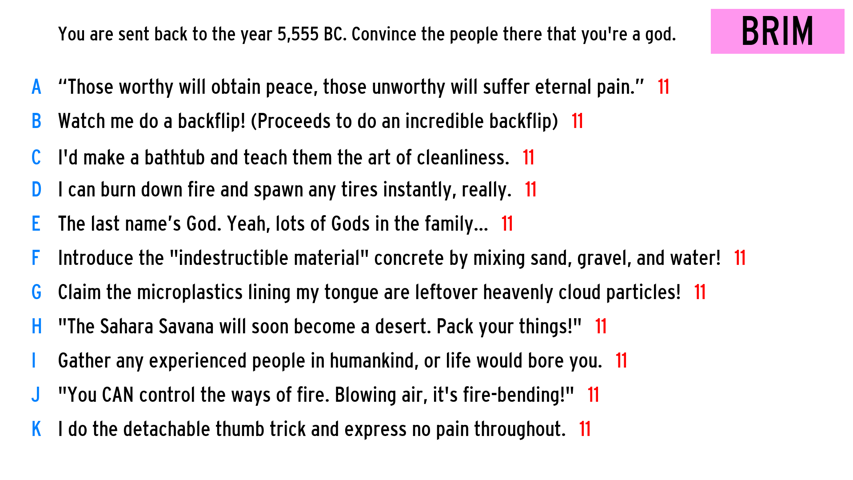 You are sent back to the year 5,555 BC. Convince the people there that you're a god.
BRIM
A “Those worthy will obtain peace, those unworthy will suffer eternal pain.” 11
B Watch me do a backflip! (Proceeds to do an incredible backflip) 11
C I'd make a bathtub and teach them the art of cleanliness. 11
D I can burn down fire and spawn any tires instantly, really. 11
E The last name’s God. Yeah, lots of Gods in the family... 11
F Introduce the "indestructible material" concrete by mixing sand, gravel, and water! 11
G Claim the microplastics lining my tongue are leftover heavenly cloud particles! 11
H "The Sahara Savana will soon become a desert. Pack your things!" 11
I Gather any experienced people in humankind, or life would bore you. 11
J "You CAN control the ways of fire. Blowing air, it's fire-bending!" 11
K I do the detachable thumb trick and express no pain throughout. 11